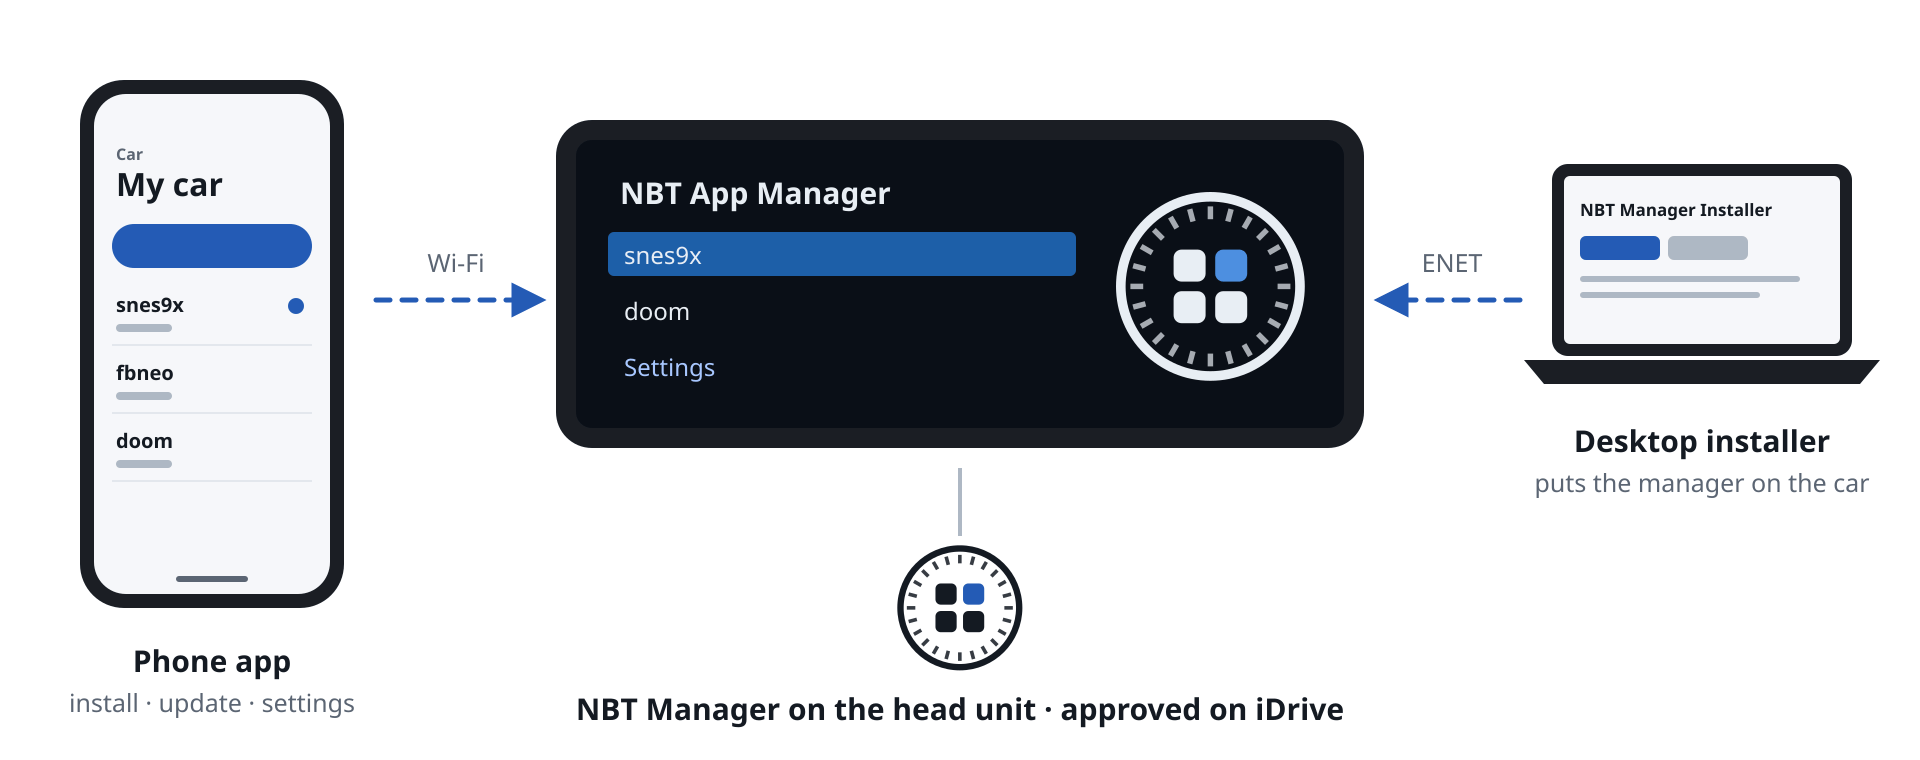 Car
My car
snes9x
fbneo
doom
Phone app
install · update · settings
Wi-Fi
NBT App Manager
snes9x
doom
Settings
NBT Manager on the head unit · approved on iDrive
ENET
NBT Manager Installer
Desktop installer
puts the manager on the car